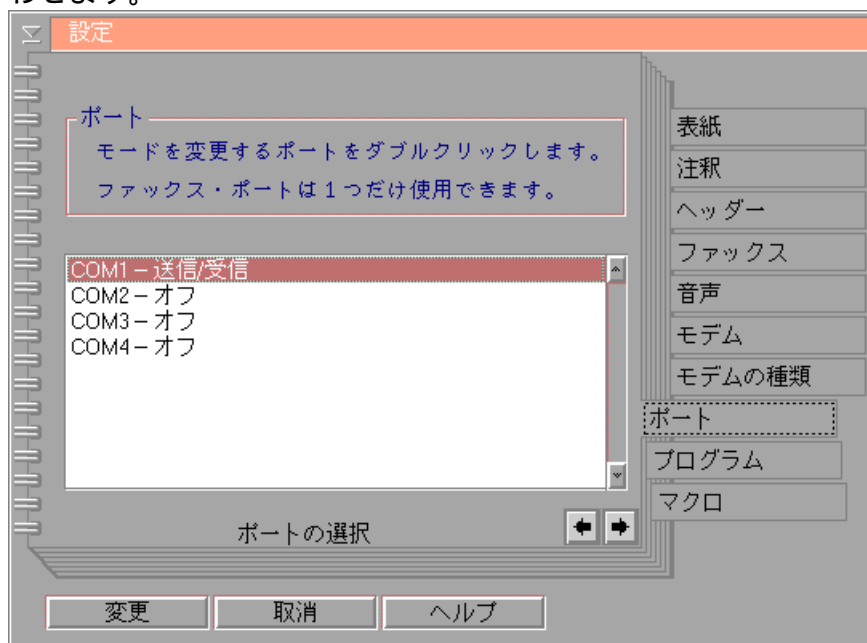 わせます。
設定
ポート
モードを変更するポートをダブルクリックします。
ファックス・ポートは1つだけ使用できます。
COM1－送信/受信
COM2－オフ
COM3－オフ
COM4－オフ
ポートの選択
表紙
注釈
ヘッダー
ファックス
音声
モデム
モデムの種類
ポート
プログラム
マクロ
変更
取消
ヘルプ